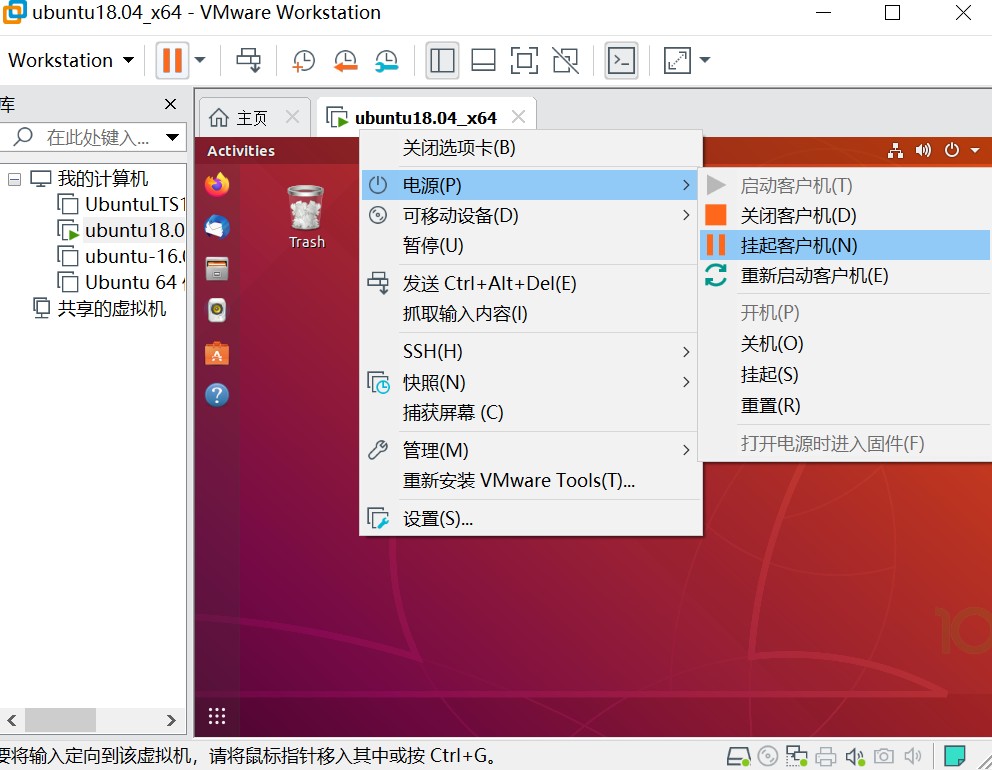 ubuntu18.04_x64 - VMware Workstation
Workstation
库
在此处键入...
我的计算机
UbuntuLTS1
ubuntu18.0
ubuntu-16.0
Ubuntu 64
共享的虚拟机
主页
ubuntu18.04_x64
Activities
Trash
关闭选项卡(B)
电源(P)
可移动设备(D)
暂停(U)
发送 Ctrl+Alt+Del(E)
抓取输入内容(I)
SSH(H)
快照(N)
捕获屏幕 (C)
管理(M)
重新安装 VMware Tools(T)...
设置(S)...
启动客户机(T)
关闭客户机(D)
挂起客户机(N)
重新启动客户机(E)
开机(P)
关机(O)
挂起(S)
重置(R)
打开电源时进入固件(F)
要将输入定向到该虚拟机，请将鼠标指针移入其中或按 Ctrl+G。